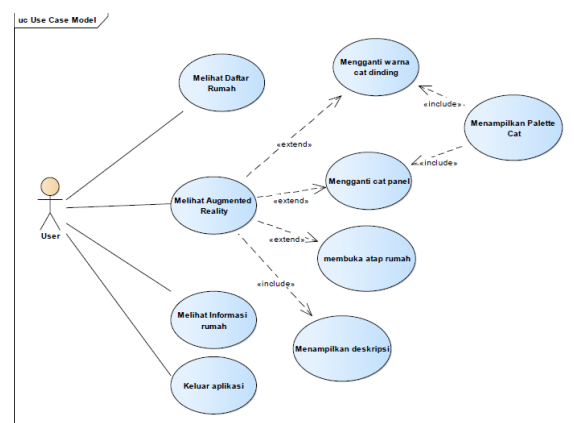 uc Use Case Model
Melihat Daftar
Rumah
Mengganti warna
cat dinding
«include»
Menampilkan Palette
Cat
«extend»
«include»
Mengganti cat panel
Melihat Augmented
Reality
«extend»
User
«extend»
membuka atap rumah
«include»
Melihat Informasi
rumah
Menampilkan deskripsi
Keluar aplikasi